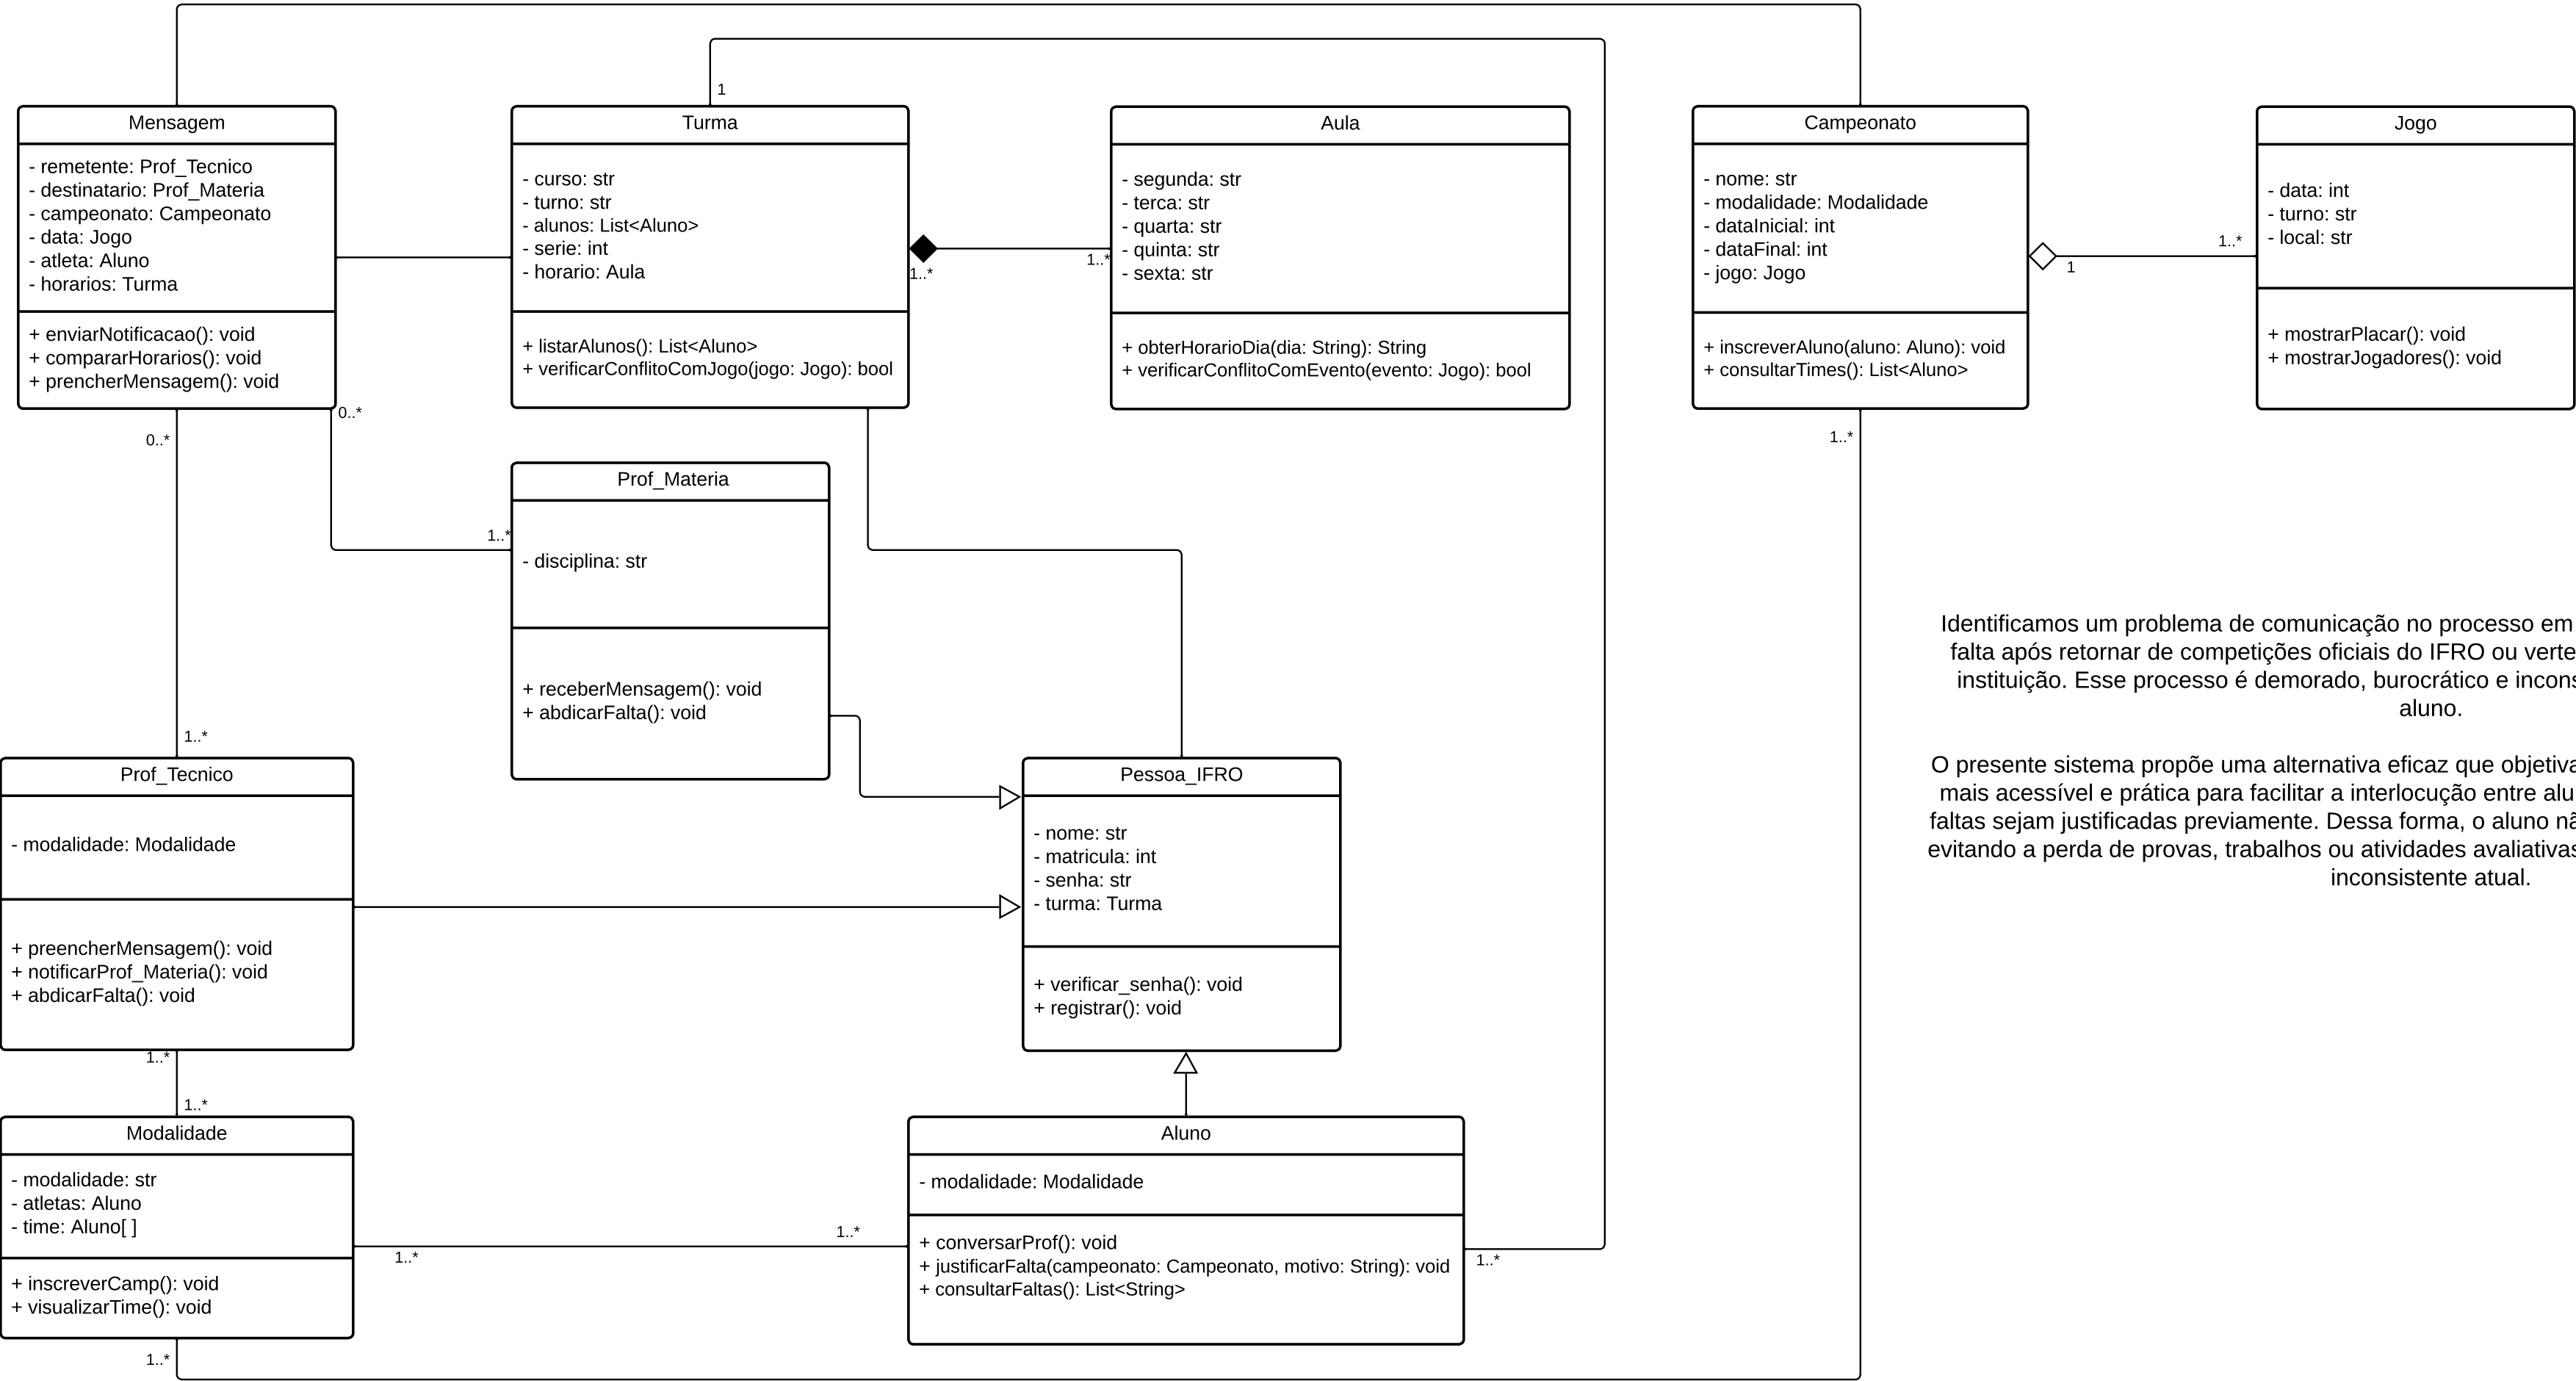 Mensagem
- remetente: Prof_Tecnico
- destinatario: Prof_Materia
- campeonato: Campeonato
- data: Jogo
- atleta: Aluno
- horarios: Turma
+ enviarNotificacao(): void
+ compararHorarios(): void
+ prencherMensagem(): void
0..*
0..*
1
Turma
- curso: str
- turno: str
- alunos: List<Aluno>
- serie: int
- horario: Aula
+ listarAlunos(): List<Aluno>
+ verificarConflitoComJogo(jogo: Jogo): bool
1..*
1..*
Aula
- segunda: str
- terca: str
- quarta: str
- quinta: str
- sexta: str
+ obterHorarioDia(dia: String): String
+ verificarConflitoComEvento(evento: Jogo): bool
Campeonato
- nome: str
- modalidade: Modalidade
- dataInicial: int
- dataFinal: int
- jogo: Jogo
+ inscreverAluno(aluno: Aluno): void
+ consultarTimes(): List<Aluno>
1..*
1
1..*
Jogo
- data: int
- turno: str
- local: str
+ mostrarPlacar(): void
+ mostrarJogadores(): void
1..*
Prof_Materia
- disciplina: str
+ receberMensagem(): void
+ abdicarFalta(): void
Identificamos um problema de comunicação no processo em
falta após retornar de competições oficiais do IFRO ou verte
instituição. Esse processo é demorado, burocrático e incons
aluno.
O presente sistema propõe uma alternativa eficaz que objetiva
mais acessível e prática para facilitar a interlocução entre alu
faltas sejam justificadas previamente. Dessa forma, o aluno nã
evitando a perda de provas, trabalhos ou atividades avaliativas
inconsistente atual.
1..*
Prof_Tecnico
- modalidade: Modalidade
+ preencherMensagem(): void
+ notificarProf_Materia(): void
+ abdicarFalta(): void
1..*
Pessoa_IFRO
- nome: str
- matricula: int
- senha: str
- turma: Turma
+ verificar_senha(): void
+ registrar(): void
1..*
Modalidade
- modalidade: str
- atletas: Aluno
- time: Aluno[ ]
+ inscreverCamp(): void
+ visualizarTime(): void
1..*
1..*
1..*
Aluno
- modalidade: Modalidade
+ conversarProf(): void
+ justificarFalta(campeonato: Campeonato, motivo: String): void
+ consultarFaltas(): List<String>
1..*